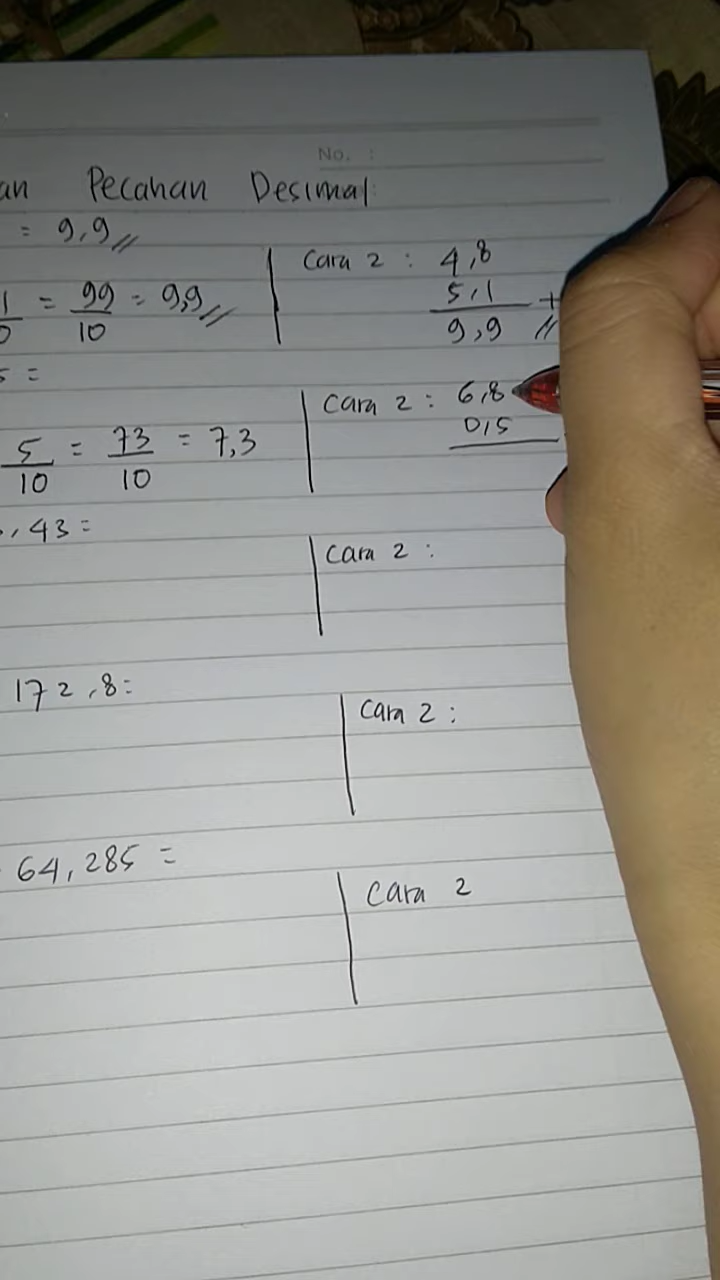 No. :
an Pecahan Desimal
= 9,9
= 99/10 = 9,9
Cara 2 : 4,8
5,1 +
9,9
5 =
5/10 = 73/10 = 7,3
Cara 2 : 6,8
0,5
,43 =
Cara 2 :
172,8 =
Cara 2 :
64,285 =
Cara 2